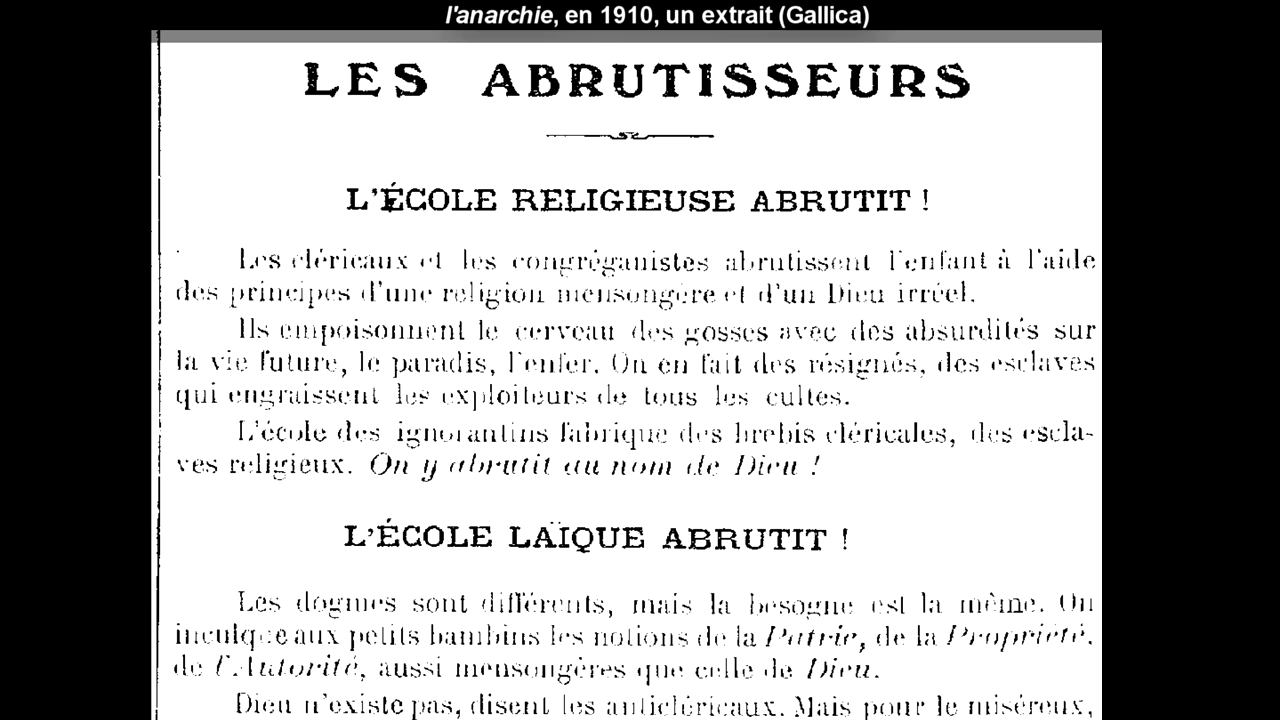 l'anarchie, en 1910, un extrait (Gallica)
LES ABRUTISSEURS
L'ÉCOLE RELIGIEUSE ABRUTIT !
Les cléricaux et les congréganistes abrutissent l'enfant à l'aide
des principes d'une religion mensongère et d'un Dieu irréel.
Ils empoisonnent le cerveau des gosses avec des absurdités sur
la vie future, le paradis, l'enfer. On en fait des résignés, des esclaves
qui engraissent les exploiteurs de tous les cultes.
L'école des ignorantins fabrique des brebis cléricales, des escla-
ves religieux. On y abrutit au nom de Dieu !
L'ÉCOLE LAÏQUE ABRUTIT !
Les dogmes sont différents, mais la besogne est la même. On
inculque aux petits bambins les notions de la Patrie, de la Propriété,
de l'Autorité, aussi mensongères que celle de Dieu.
Dieu n'existe pas, disent les anticléricaux. Mais pour le miséreux,